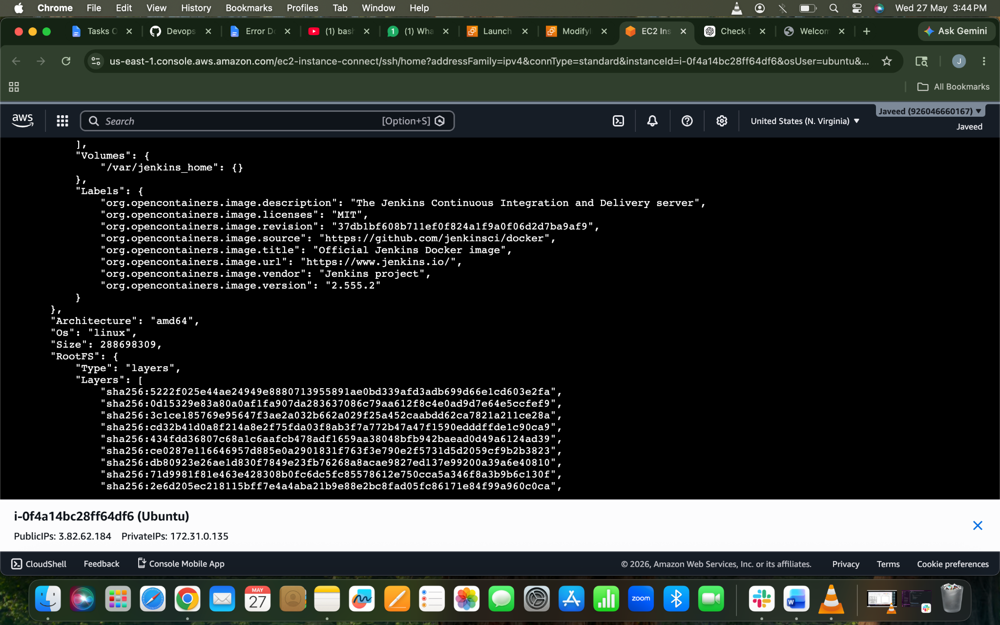 Chrome File Edit View History Bookmarks Profiles Tab Window Help Wed 27 May 3:44 PM
Tasks O Devops Error Do (1) bas 1 (1) Wha Launch Modify EC2 Ins Check Welcom Ask Gemini
us-east-1.console.aws.amazon.com/ec2-instance-connect/ssh/home?addressFamily=ipv4&connType=standard&instanceId=i-0f4a14bc28ff64df6&osUser=ubuntu&... J
All Bookmarks
aws Search [Option+S] United States (N. Virginia) ▼ Javeed (926046660167) ▼
Javeed
],
"Volumes": {
"/var/jenkins_home": {}
},
"Labels": {
"org.opencontainers.image.description": "The Jenkins Continuous Integration and Delivery server",
"org.opencontainers.image.licenses": "MIT",
"org.opencontainers.image.revision": "37db1bf608b711ef0f824a1f9a0f06d2d7ba9af9",
"org.opencontainers.image.source": "https://github.com/jenkinsci/docker",
"org.opencontainers.image.title": "Official Jenkins Docker image",
"org.opencontainers.image.url": "https://www.jenkins.io/",
"org.opencontainers.image.vendor": "Jenkins project",
"org.opencontainers.image.version": "2.555.2"
}
},
"Architecture": "amd64",
"Os": "linux",
"Size": 288698309,
"RootFS": {
"Type": "layers",
"Layers": [
"sha256:5222f025e44ae24949e8880713955891ae0bd339afd3adb699d66e1cd603e2fa",
"sha256:0d15329e83a80a0af1fa907da283637086c79aa612f8c4e0ad9d7e64e5ccfef9",
"sha256:3c1ce185769e95647f3ae2a032b662a029f25a452caabdd62ca7821a211ce28a",
"sha256:cd32b41d0a8f214a8e2f75fda03f8ab3f7a772b47a47f1590edddffde1c90ca9",
"sha256:434fdd36807c68a1c6aafcb478adf1659aa38048bfb942baead0d49a6124ad39",
"sha256:ce0287e116646957d885e0a2901831f763f3e790e2f5731d5d2059cf9b2b3823",
"sha256:db80923e26ae1d830f7849e23fb76268a8acae9827ed137e99200a39a6e40810",
"sha256:71d9981f81e463e428308b0fc6dc5fc85578612e750cca5a346f8a3b9b6c130f",
"sha256:2e6d205ec218115bff7e4a4aba21b9e88e2bc8fad05fc86171e84f99a960c0ca",
i-0f4a14bc28ff64df6 (Ubuntu)
PublicIPs: 3.82.62.184 PrivateIPs: 172.31.0.135
CloudShell Feedback Console Mobile App © 2026, Amazon Web Services, Inc. or its affiliates. Privacy Terms Cookie preferences
MAY
27
zoom
W